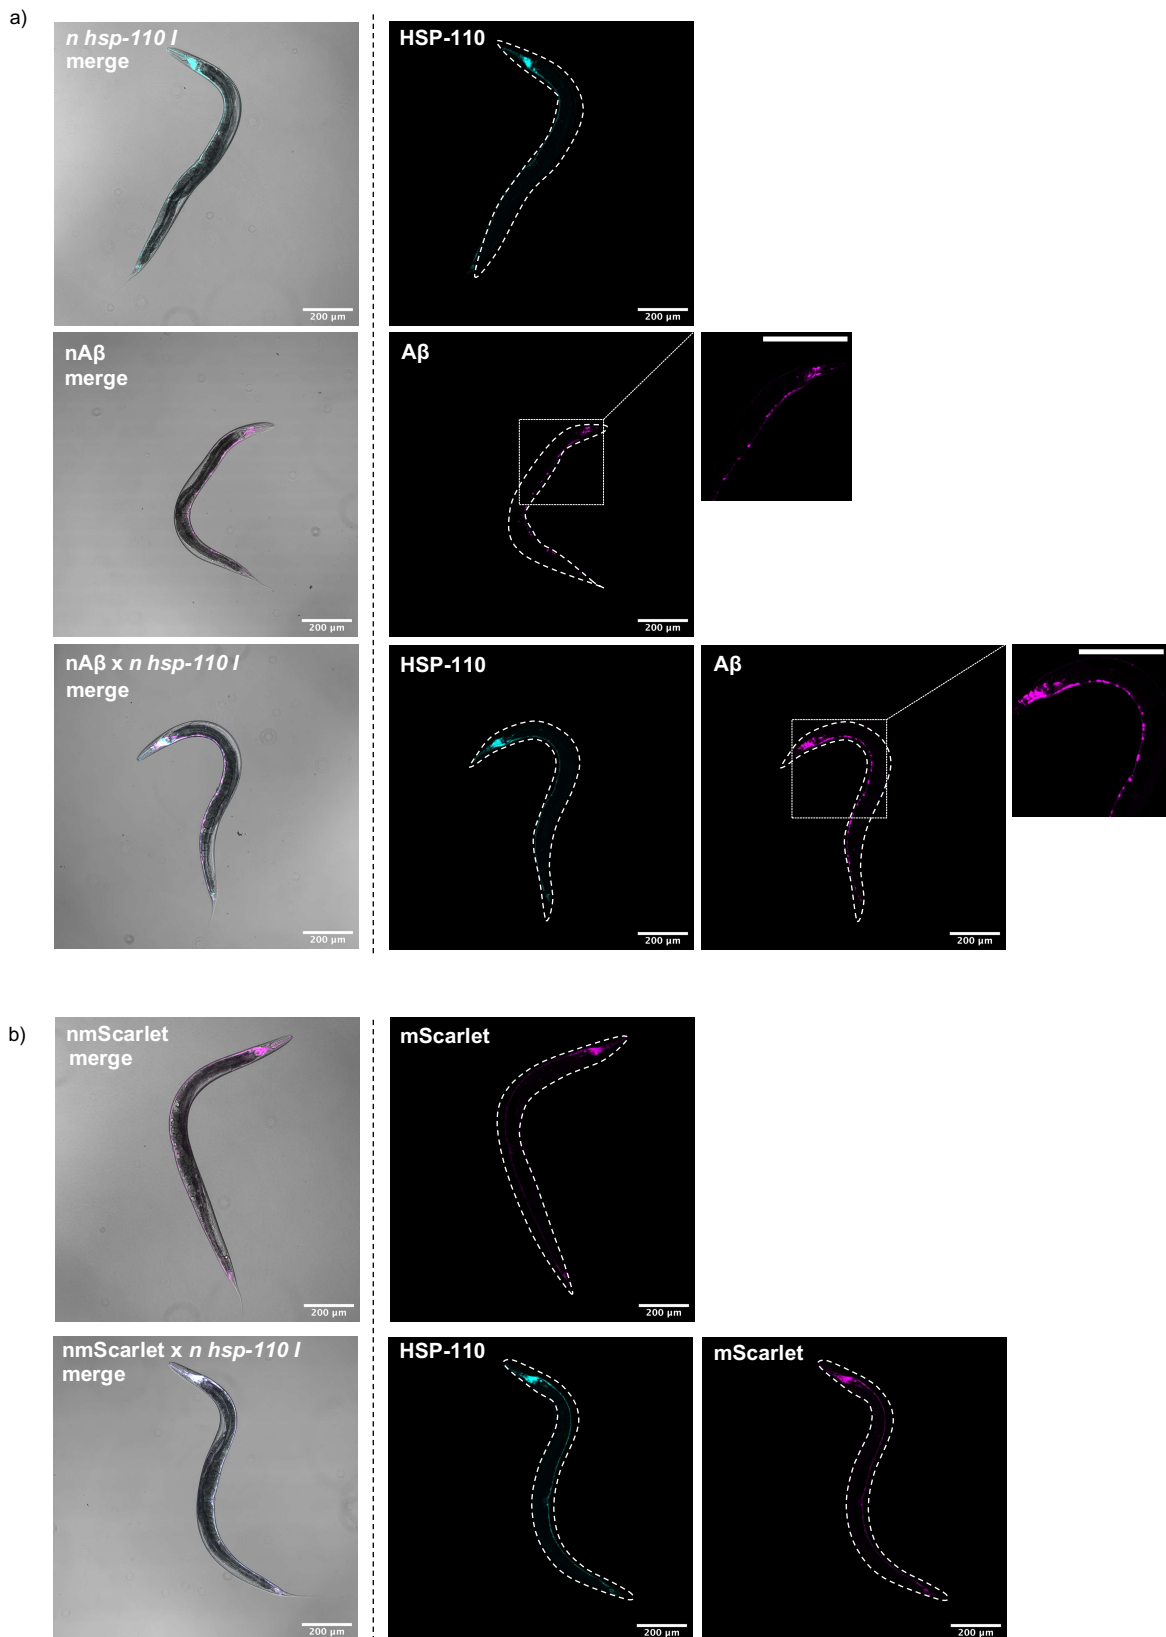 a)
n hsp-110 I
merge
HSP-110
200 µm
200 µm
nAβ
merge
Aβ
200 µm
200 µm
nAβ x n hsp-110 I
merge
HSP-110
Aβ
200 µm
200 µm
200 µm
b)
nmScarlet
merge
mScarlet
200 µm
200 µm
nmScarlet x n hsp-110 I
merge
HSP-110
mScarlet
200 µm
200 µm
200 µm